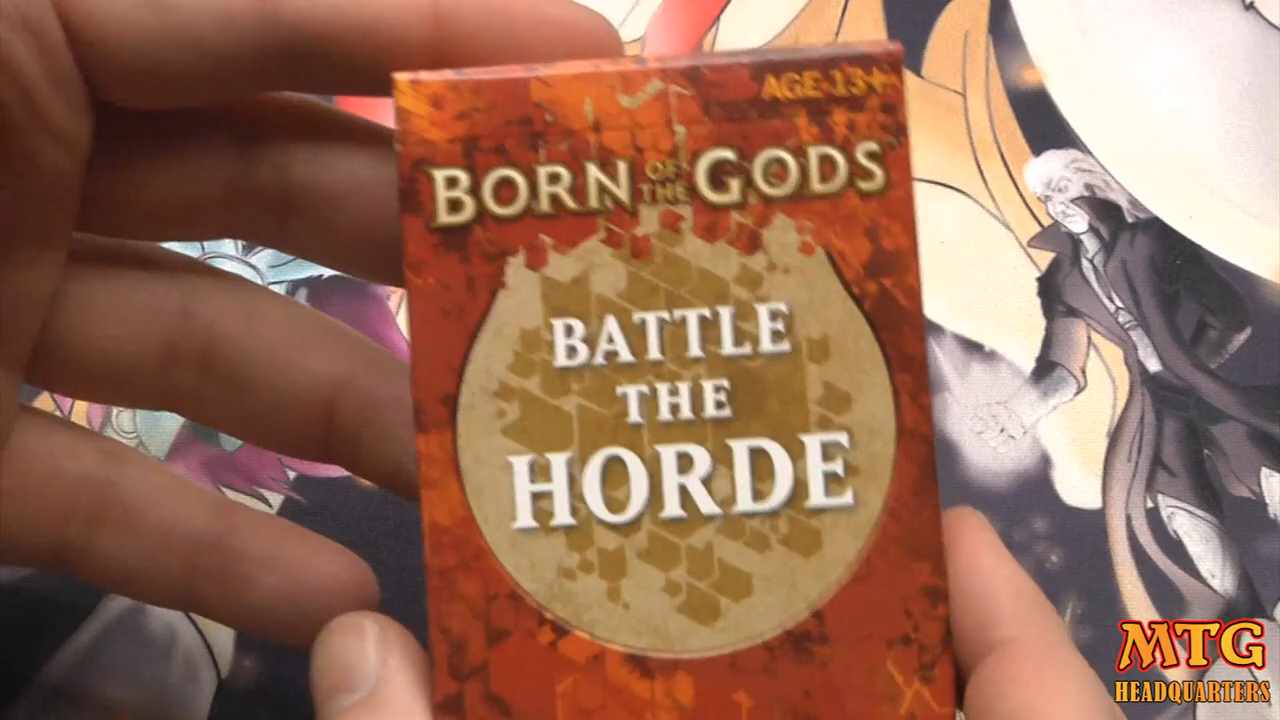 AGE 13+
BORN OF THE GODS
BATTLE
THE
HORDE
MTG
HEADQUARTERS